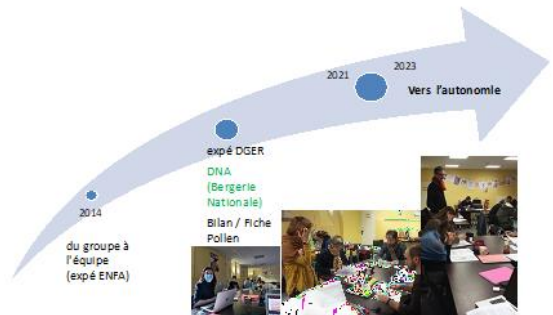 2014
du groupe à
l'équipe
(expé ENFA)
expé DGER
DNA
(Bergerie
Nationale)
Bilan / Fiche
Pollen
2021
2023
Vers l'autonomie